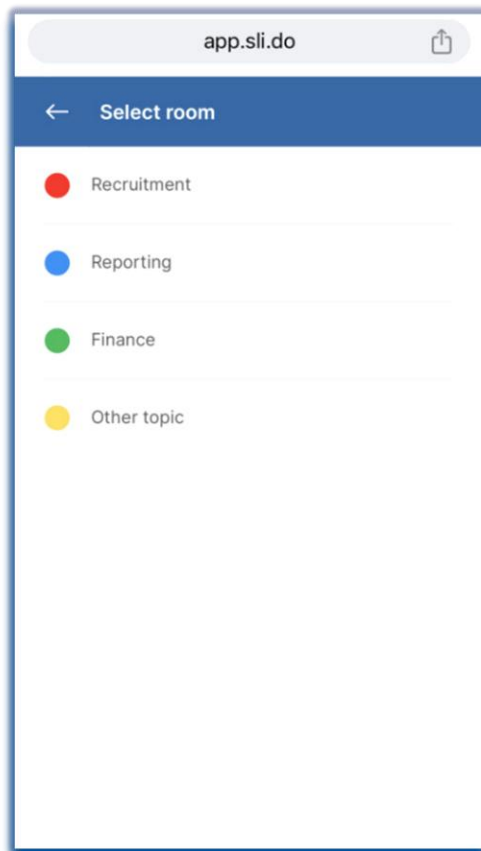 app.sli.do
Select room
Recruitment
Reporting
Finance
Other topic